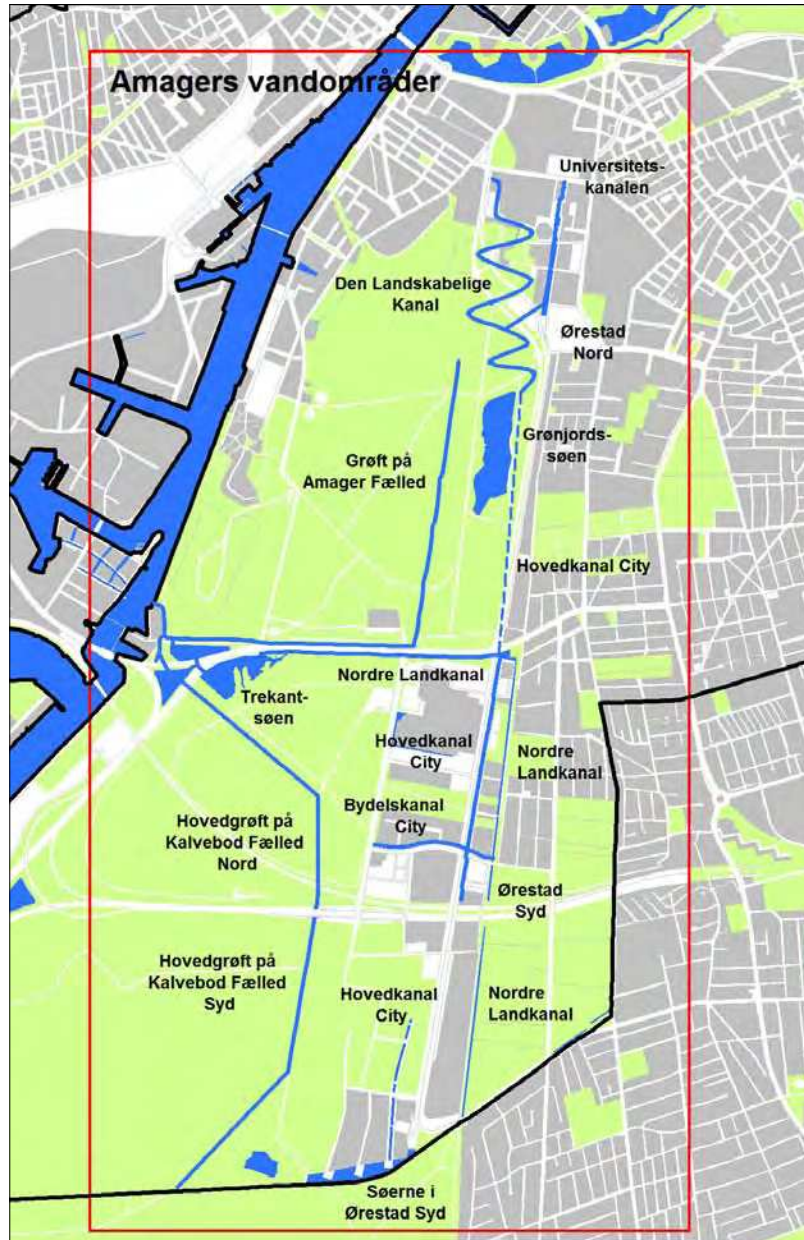 Amagers vandområder
Universitets-
kanalen
Den Landskabelige
Kanal
Ørestad
Nord
Grønjords-
søen
Grøft på
Amager Fælled
Hovedkanal City
Nordre Landkanal
Trekant-
søen
Hovedkanal
City
Nordre
Landkanal
Bydelskanal
City
Hovedgrøft på
Kalvebod Fælled
Nord
Ørestad
Syd
Hovedgrøft på
Kalvebod Fælled
Syd
Hovedkanal
City
Nordre
Landkanal
Søerne i
Ørestad Syd